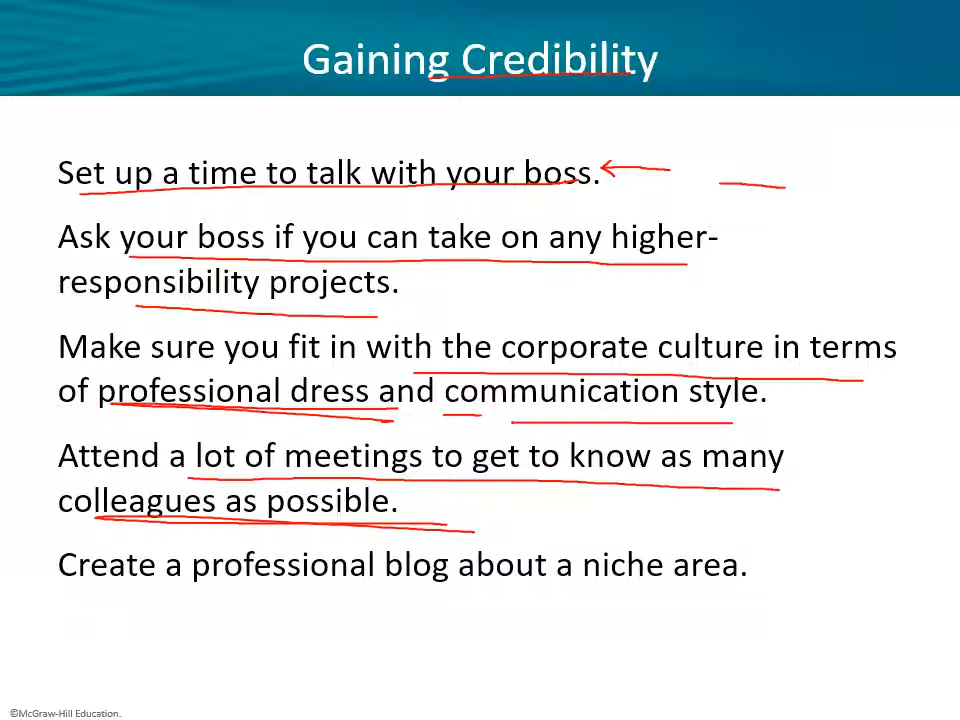 Gaining Credibility
Set up a time to talk with your boss.
Ask your boss if you can take on any higher-
responsibility projects.
Make sure you fit in with the corporate culture in terms
of professional dress and communication style.
Attend a lot of meetings to get to know as many
colleagues as possible.
Create a professional blog about a niche area.
©McGraw-Hill Education.